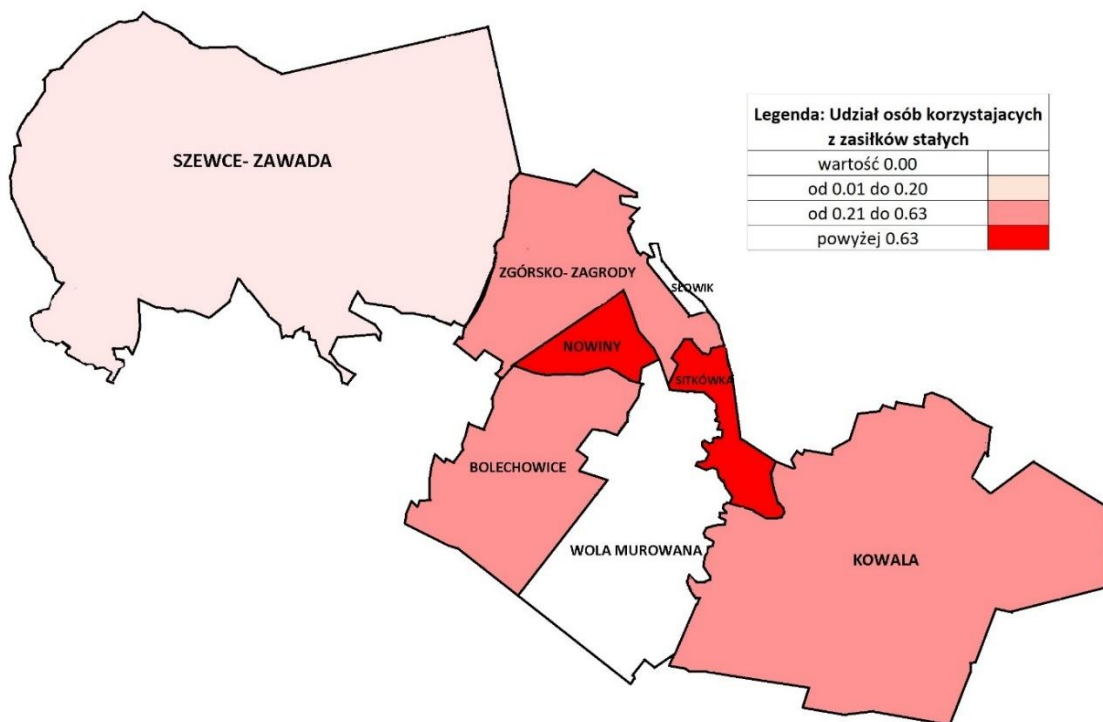 SZEWCE- ZAWADA
Legenda: Udział osób korzystajacych
z zasiłków stałych
wartość 0.00
od 0.01 do 0.20
od 0.21 do 0.63
powyżej 0.63
ZGÓRSKO- ZAGRODY
SŁOWIK
NOWINY
SITKÓWKA
BOLECHOWICE
WOLA MUROWANA
KOWALA